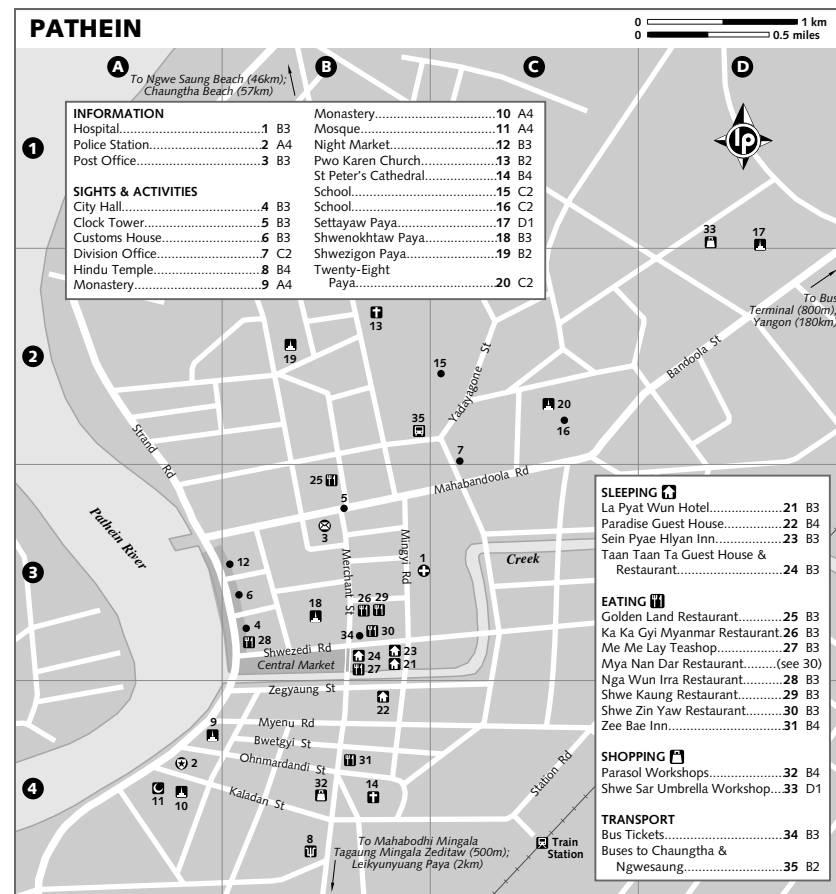 PATHEIN
0 1 km
0 0.5 miles
A B C D
To Ngwe Saung Beach (46km);
Chaungtha Beach (57km)
1
INFORMATION
Hospital 1 B3
Police Station 2 A4
Post Office 3 B3
SIGHTS & ACTIVITIES
City Hall 4 B3
Clock Tower 5 B3
Customs House 6 B3
Division Office 7 C2
Hindu Temple 8 B4
Monastery 9 A4
Monastery 10 A4
Mosque 11 A4
Night Market 12 B3
Pwo Karen Church 13 B2
St Peter's Cathedral 14 B4
School 15 C2
School 16 C2
Settayaw Paya 17 D1
Shwenokhtaw Paya 18 B3
Shwezigon Paya 19 B2
Twenty-Eight
Paya 20 C2
lp
33
17
To Bus
Terminal (800m),
Yangon (180km)
2
13
19
15
Yadayagone St
Bandoola St
20
16
35
7
Strand Rd
Mahabandoola Rd
25
5
3
Pathein River
Merchant St
Mingyi Rd
1
Creek
3
12
6
4
28
18
26 29
34
30
Shwezedi Rd
Central Market
24
23
27
21
Zegyaung St
22
Myenu Rd
9
Bwetgyi St
2
Ohnmardandi St
31
4
11
10
Kaladan St
32
14
Station Rd
8
To Mahabodhi Mingala
Tagaung Mingala Zeditaw (500m);
Leikyunyuang Paya (2km)
Train
Station
SLEEPING
La Pyat Wun Hotel 21 B3
Paradise Guest House 22 B4
Sein Pyae Hlyan Inn 23 B3
Taan Taan Ta Guest House &
Restaurant 24 B3
EATING
Golden Land Restaurant 25 B3
Ka Ka Gyi Myanmar Restaurant. 26 B3
Me Me Lay Teashop 27 B3
Mya Nan Dar Restaurant (see 30)
Nga Wun Irra Restaurant 28 B3
Shwe Kaung Restaurant 29 B3
Shwe Zin Yaw Restaurant 30 B3
Zee Bae Inn 31 B4
SHOPPING
Parasol Workshops 32 B4
Shwe Sar Umbrella Workshop 33 D1
TRANSPORT
Bus Tickets 34 B3
Buses to Chaungtha &
Ngwesaung 35 B2